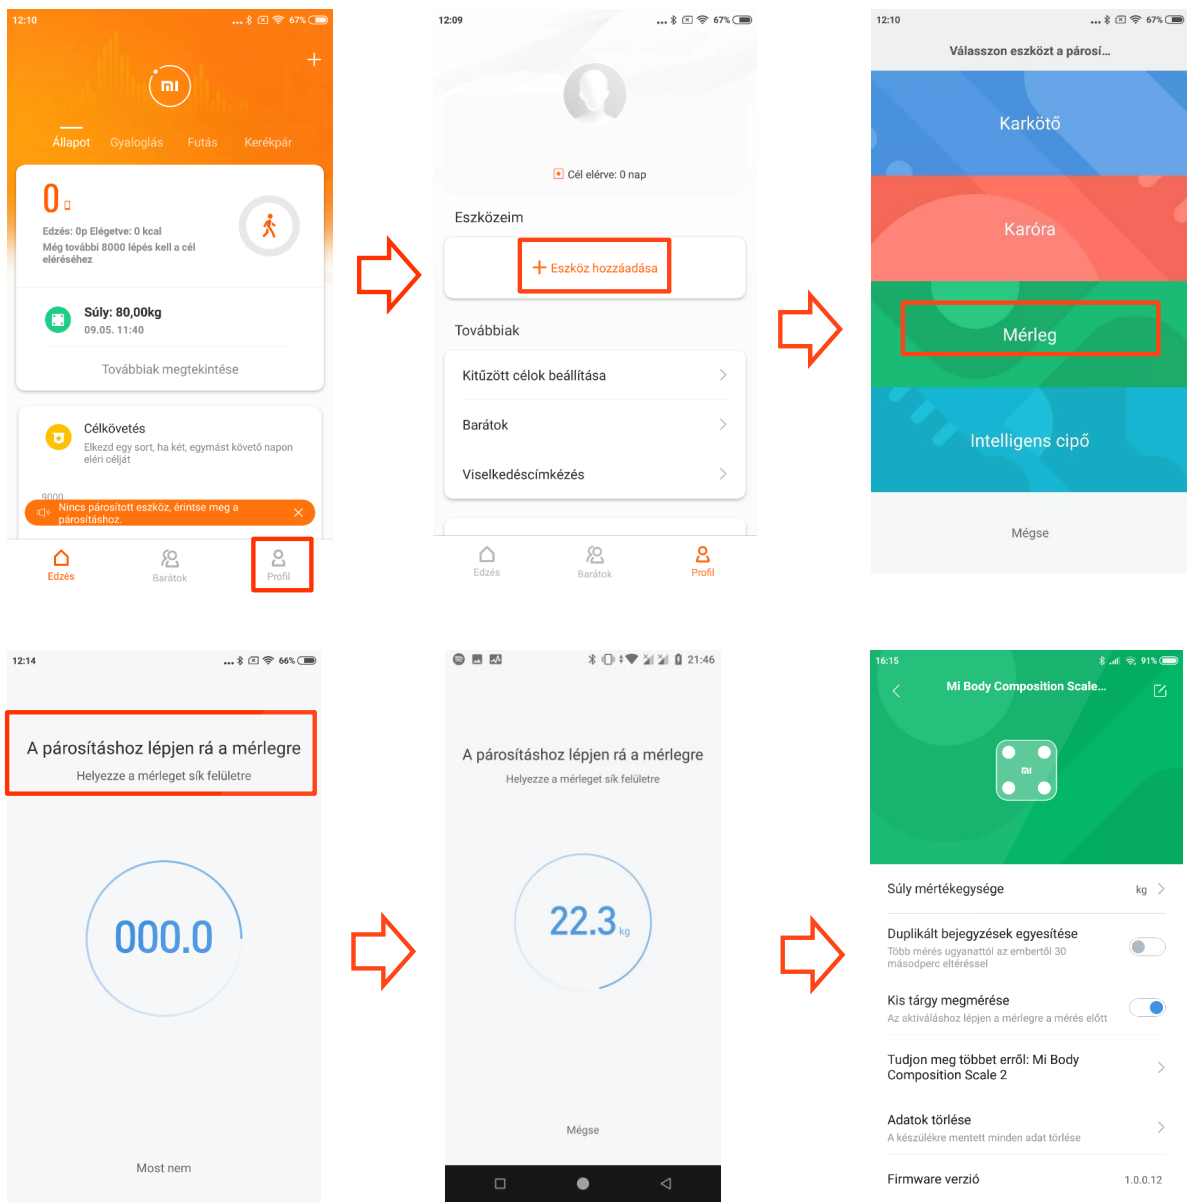 12:10
67%
mi
Állapot
Gyaloglás
Futás
Kerékpár
0
Edzés: 0p Elégetve: 0 kcal
Még további 8000 lépés kell a cél
eléréséhez
Súly: 80,00kg
09.05. 11:40
Továbbiak megtekintése
Célkövetés
Elkezd egy sort, ha két, egymást követő napon
eléri célját
9000
Nincs párosított eszköz, érintse meg a
párosításhoz.
Edzés
Barátok
Profil
12:09
67%
Cél elérve: 0 nap
Eszközeim
+ Eszköz hozzáadása
Továbbiak
Kitűzött célok beállítása
Barátok
Viselkedéscímkézés
Edzés
Barátok
Profil
12:10
67%
Válasszon eszközt a párosí...
Karkötő
Karóra
Mérleg
Intelligens cipő
Mégse
12:14
66%
A párosításhoz lépjen rá a mérlegre
Helyezze a mérleget sík felületre
000.0
Most nem
21:46
A párosításhoz lépjen rá a mérlegre
Helyezze a mérleget sík felületre
22.3 kg
Mégse
16:15
91%
Mi Body Composition Scale...
mi
Súly mértékegysége
kg
Duplikált bejegyzések egyesítése
Több mérés ugyanattól az embertől 30
másodperc eltéréssel
Kis tárgy megmérése
Az aktiváláshoz lépjen a mérlegre a mérés előtt
Tudjon meg többet erről: Mi Body
Composition Scale 2
Adatok törlése
A készülékre mentett minden adat törlése
Firmware verzió
1.0.0.12